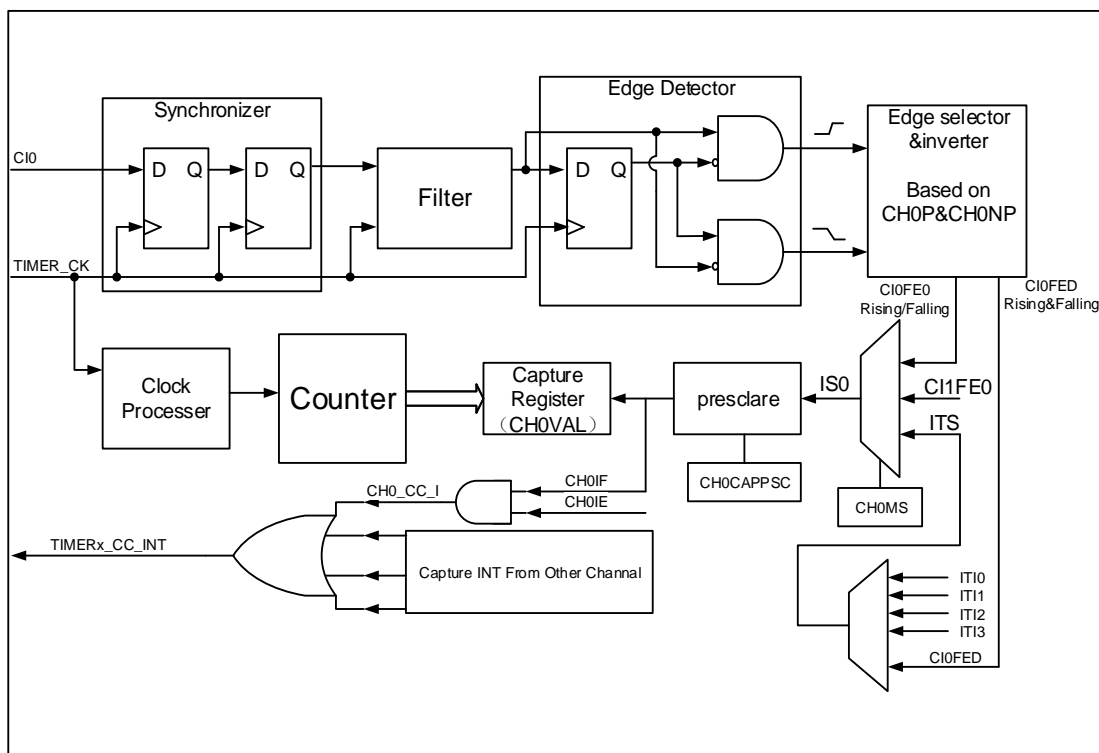 Synchronizer
Edge Detector
Edge selector
&inverter
Based on
CH0P&CH0NP
CI0
D Q
D Q
Filter
D Q
TIMER_CK
CI0FE0
Rising/Falling
CI0FED
Rising&Falling
Clock
Processer
Counter
Capture
Register
（CH0VAL）
presclare
IS0
CI1FE0
ITS
CH0CAPPSC
CH0MS
CH0IF
CH0_CC_I
CH0IE
TIMERx_CC_INT
Capture INT From Other Channel
ITI0
ITI1
ITI2
ITI3
CI0FED